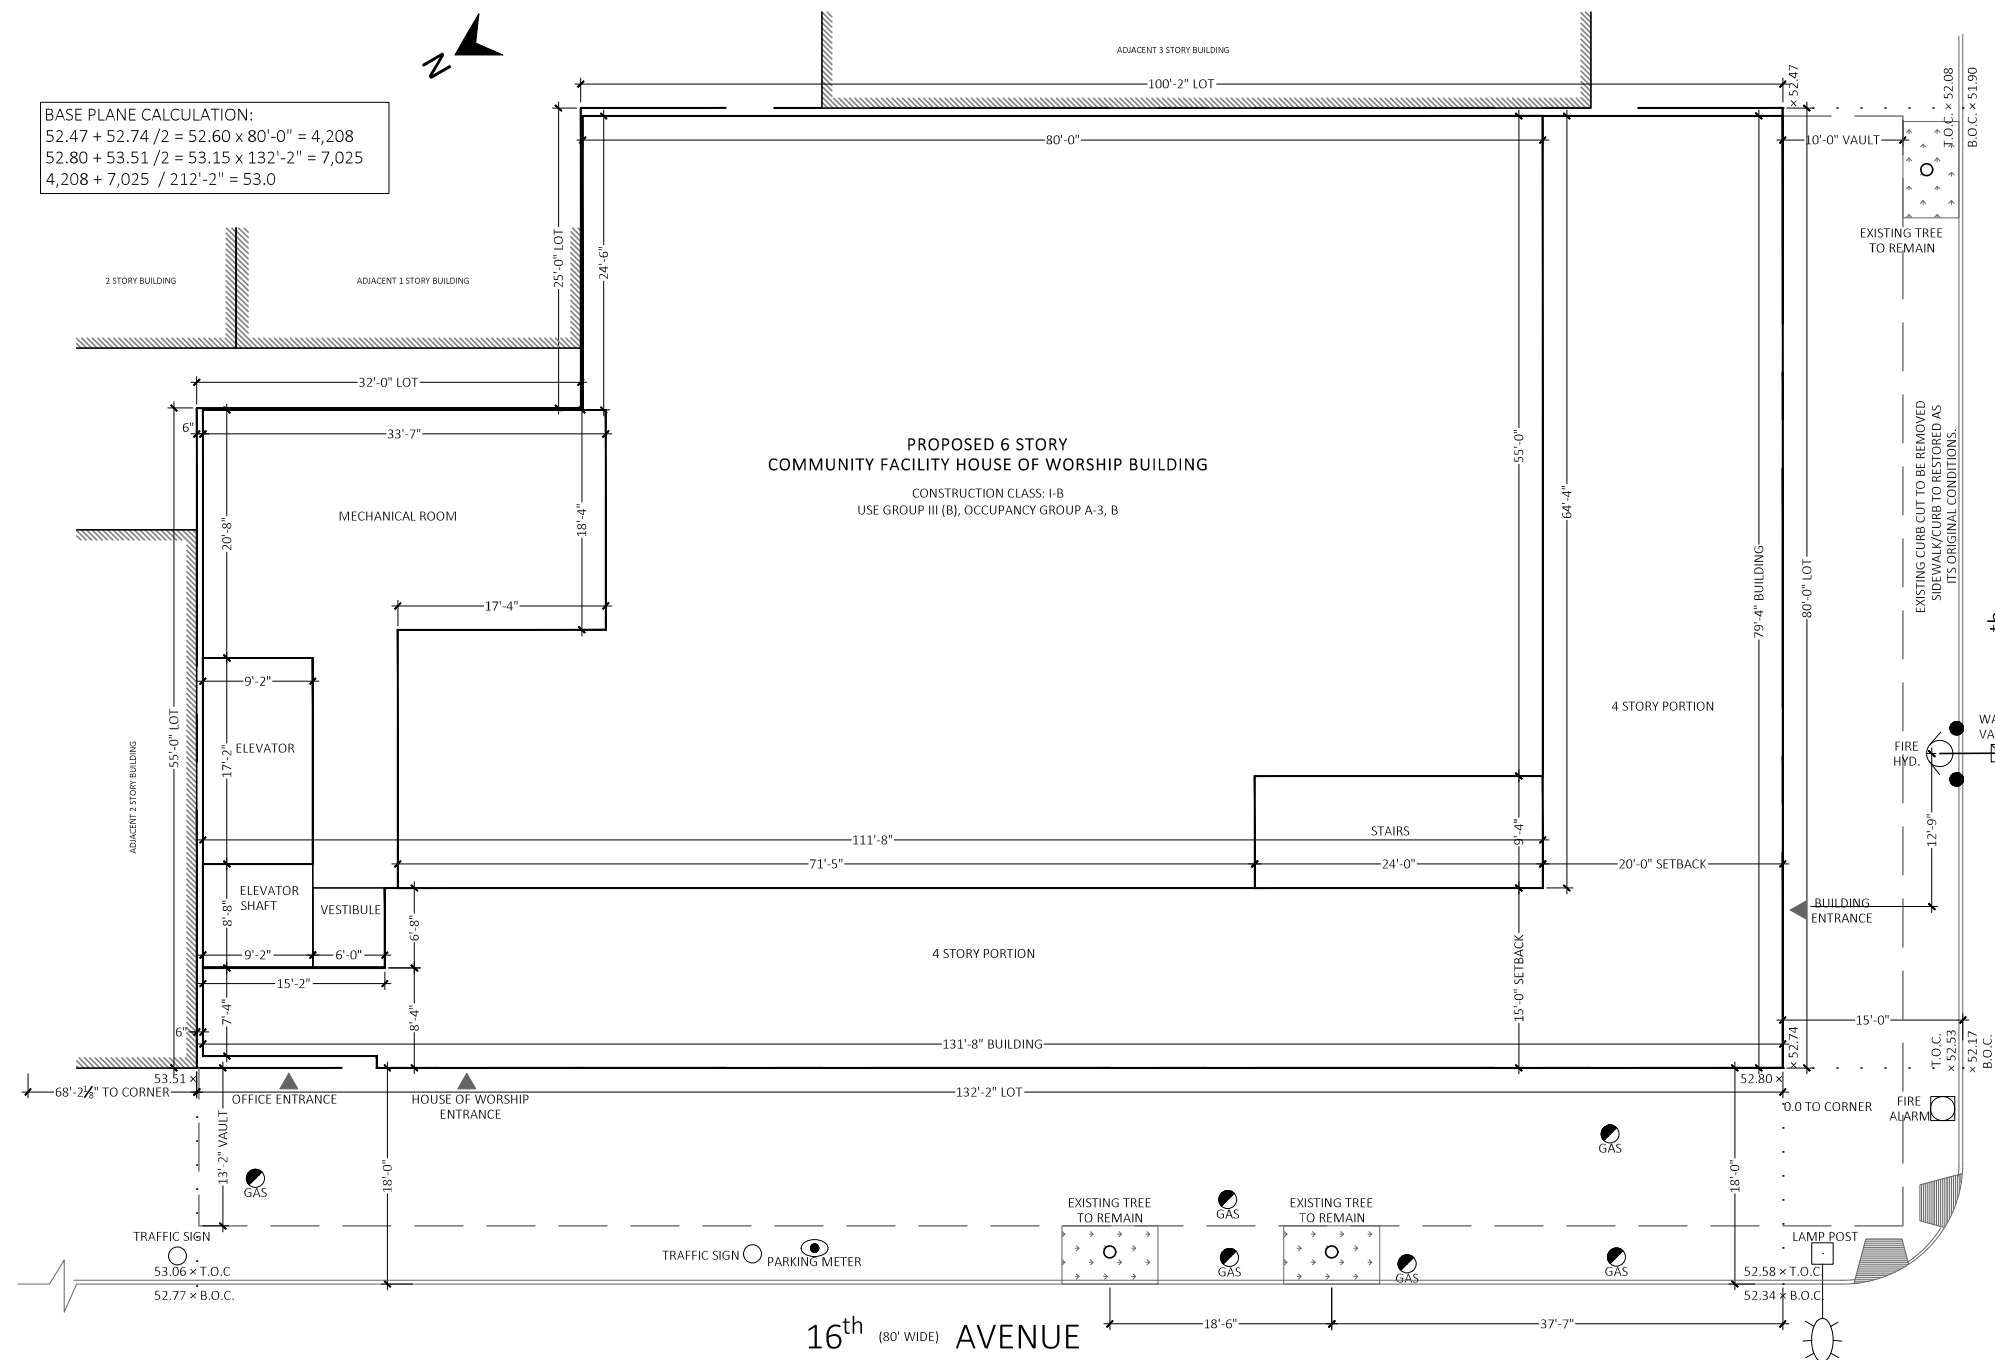 N
BASE PLANE CALCULATION:
52.47 + 52.74 /2 = 52.60 x 80'-0" = 4,208
52.80 + 53.51 /2 = 53.15 x 132'-2" = 7,025
4,208 + 7,025 / 212'-2" = 53.0
ADJACENT 3 STORY BUILDING
100'-2" LOT
× 52.47
T.O.C. × 52.08
B.O.C. × 51.90
80'-0"
10'-0" VAULT
EXISTING TREE
TO REMAIN
25'-0" LOT
24'-6"
2 STORY BUILDING
ADJACENT 1 STORY BUILDING
32'-0" LOT
6"
33'-7"
PROPOSED 6 STORY
COMMUNITY FACILITY HOUSE OF WORSHIP BUILDING
CONSTRUCTION CLASS: I-B
USE GROUP III (B), OCCUPANCY GROUP A-3, B
55'-0"
64'-4"
EXISTING CURB CUT TO BE REMOVED
SIDEWALK/CURB TO RESTORED AS
ITS ORIGINAL CONDITIONS.
MECHANICAL ROOM
20'-8"
18'-4"
17'-4"
79'-4" BUILDING
80'-0" LOT
th
9'-2"
55'-0" LOT
ELEVATOR
17'-2"
ADJACENT 2 STORY BUILDING
4 STORY PORTION
FIRE
HYD.
WA
VA
12'-9"
STAIRS
9'-4"
111'-8"
71'-5"
24'-0"
20'-0" SETBACK
ELEVATOR
SHAFT
8'-8"
VESTIBULE
6'-8"
BUILDING
ENTRANCE
9'-2"
6'-0"
4 STORY PORTION
15'-0" SETBACK
15'-2"
7'-4"
8'-4"
6"
15'-0"
131'-8" BUILDING
× 52.74
T.O.C.
× 52.53
× 52.17
B.O.C.
53.51 ×
52.80 ×
68'-2⅛" TO CORNER
OFFICE ENTRANCE
HOUSE OF WORSHIP
ENTRANCE
132'-2" LOT
0.0 TO CORNER
FIRE
ALARM
13'-2" VAULT
18'-0"
18'-0"
GAS
GAS
GAS
EXISTING TREE
TO REMAIN
EXISTING TREE
TO REMAIN
TRAFFIC SIGN
TRAFFIC SIGN
PARKING METER
GAS
GAS
GAS
LAMP POST
53.06 × T.O.C
52.77 × B.O.C.
52.58 × T.O.C
52.34 × B.O.C.
18'-6"
37'-7"
16th (80' WIDE) AVENUE